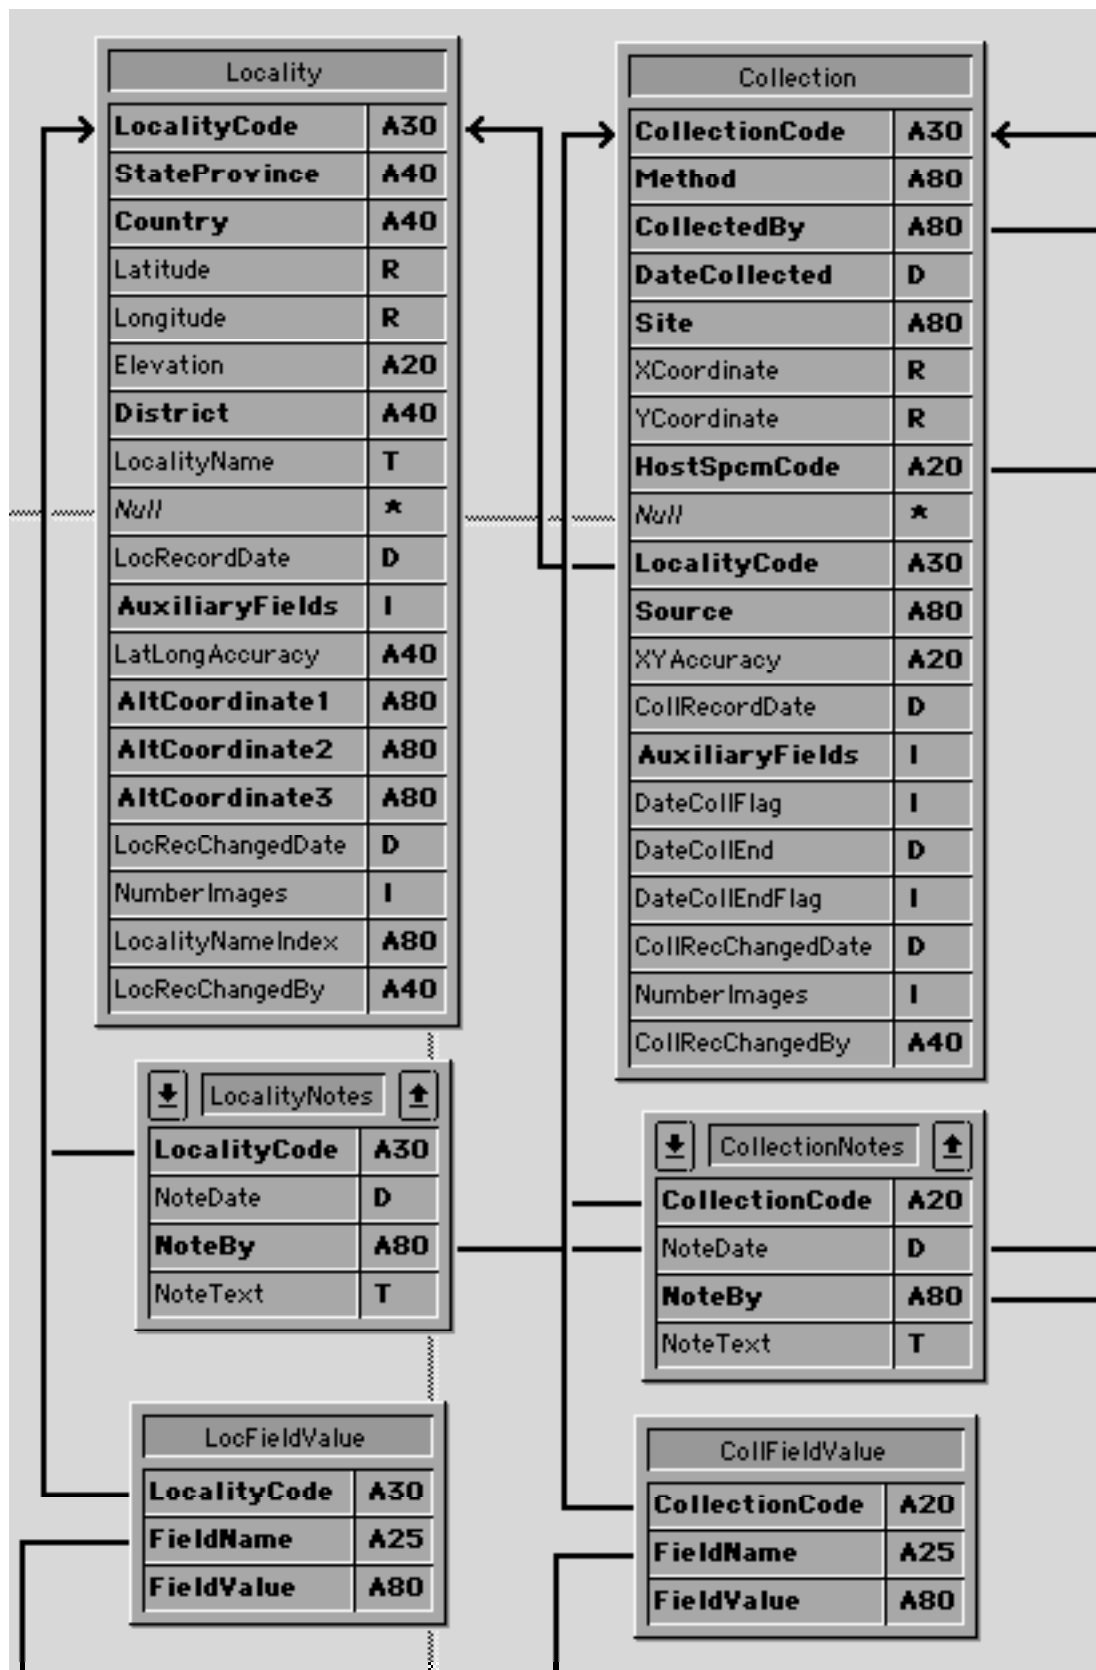 Locality
LocalityCode A30
StateProvince A40
Country A40
Latitude R
Longitude R
Elevation A20
District A40
LocalityName T
Null *
LocRecordDate D
AuxiliaryFields I
LatLongAccuracy A40
AltCoordinate1 A80
AltCoordinate2 A80
AltCoordinate3 A80
LocRecChangedDate D
NumberImages I
LocalityNameIndex A80
LocRecChangedBy A40
LocalityNotes
LocalityCode A30
NoteDate D
NoteBy A80
NoteText T
LocFieldValue
LocalityCode A30
FieldName A25
FieldValue A80
Collection
CollectionCode A30
Method A80
CollectedBy A80
DateCollected D
Site A80
XCoordinate R
YCoordinate R
HostSpcmCode A20
Null *
LocalityCode A30
Source A80
XYAccuracy A20
CollRecordDate D
AuxiliaryFields I
DateCollFlag I
DateCollEnd D
DateCollEndFlag I
CollRecChangedDate D
NumberImages I
CollRecChangedBy A40
CollectionNotes
CollectionCode A20
NoteDate D
NoteBy A80
NoteText T
CollFieldValue
CollectionCode A20
FieldName A25
FieldValue A80